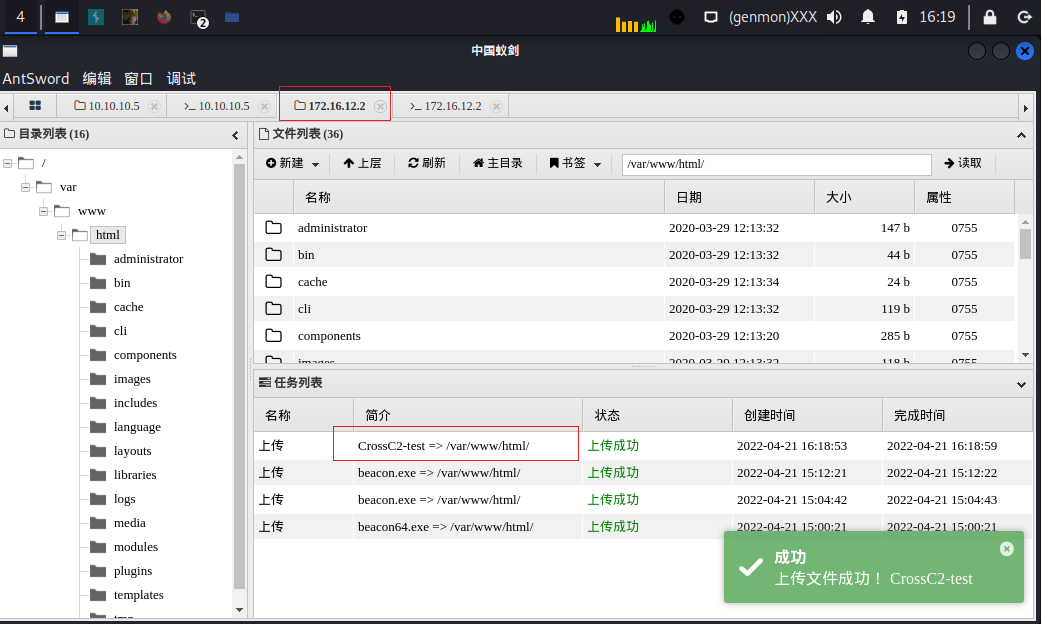 4 2 (genmon)XXX 16:19
中国蚁剑
AntSword 编辑 窗口 调试
10.10.10.5 >_ 10.10.10.5 172.16.12.2 >_ 172.16.12.2
目录列表 (16)
/
var
www
html
administrator
bin
cache
cli
components
images
includes
language
layouts
libraries
logs
media
modules
plugins
templates
tmp
文件列表 (36)
新建 上层 刷新 主目录 书签 /var/www/html/ 读取
名称 日期 大小 属性
administrator 2020-03-29 12:13:32 147 b 0755
bin 2020-03-29 12:13:32 44 b 0755
cache 2020-03-29 12:13:34 24 b 0755
cli 2020-03-29 12:13:32 119 b 0755
components 2020-03-29 12:13:20 285 b 0755
images 2020-03-29 12:13:32 118 b 0755
任务列表
名称 简介 状态 创建时间 完成时间
上传 CrossC2-test => /var/www/html/ 上传成功 2022-04-21 16:18:53 2022-04-21 16:18:59
上传 beacon.exe => /var/www/html/ 上传成功 2022-04-21 15:12:21 2022-04-21 15:12:22
上传 beacon.exe => /var/www/html/ 上传成功 2022-04-21 15:04:42 2022-04-21 15:04:43
上传 beacon64.exe => /var/www/html/ 上传成功 2022-04-21 15:00:21 2022-04-21 15:00:21
成功
上传文件成功！ CrossC2-test